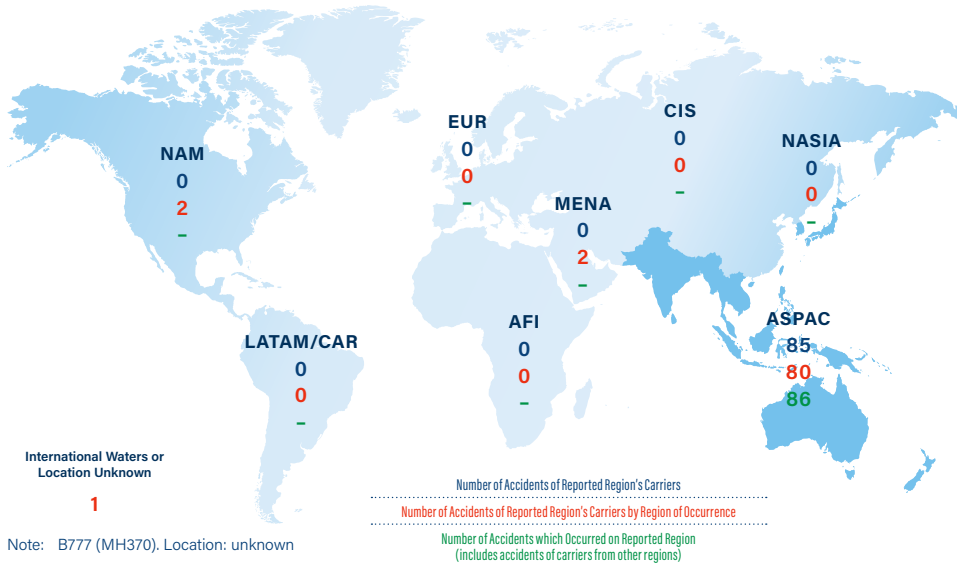 EUR
0
0
–
CIS
0
0
–
NASIA
0
0
–
NAM
0
2
–
MENA
0
2
–
ASPAC
85
80
86
AFI
0
0
–
LATAM/CAR
0
0
–
International Waters or
Location Unknown
1
Note: B777 (MH370). Location: unknown
Number of Accidents of Reported Region's Carriers
Number of Accidents of Reported Region's Carriers by Region of Occurrence
Number of Accidents which Occurred on Reported Region
(includes accidents of carriers from other regions)